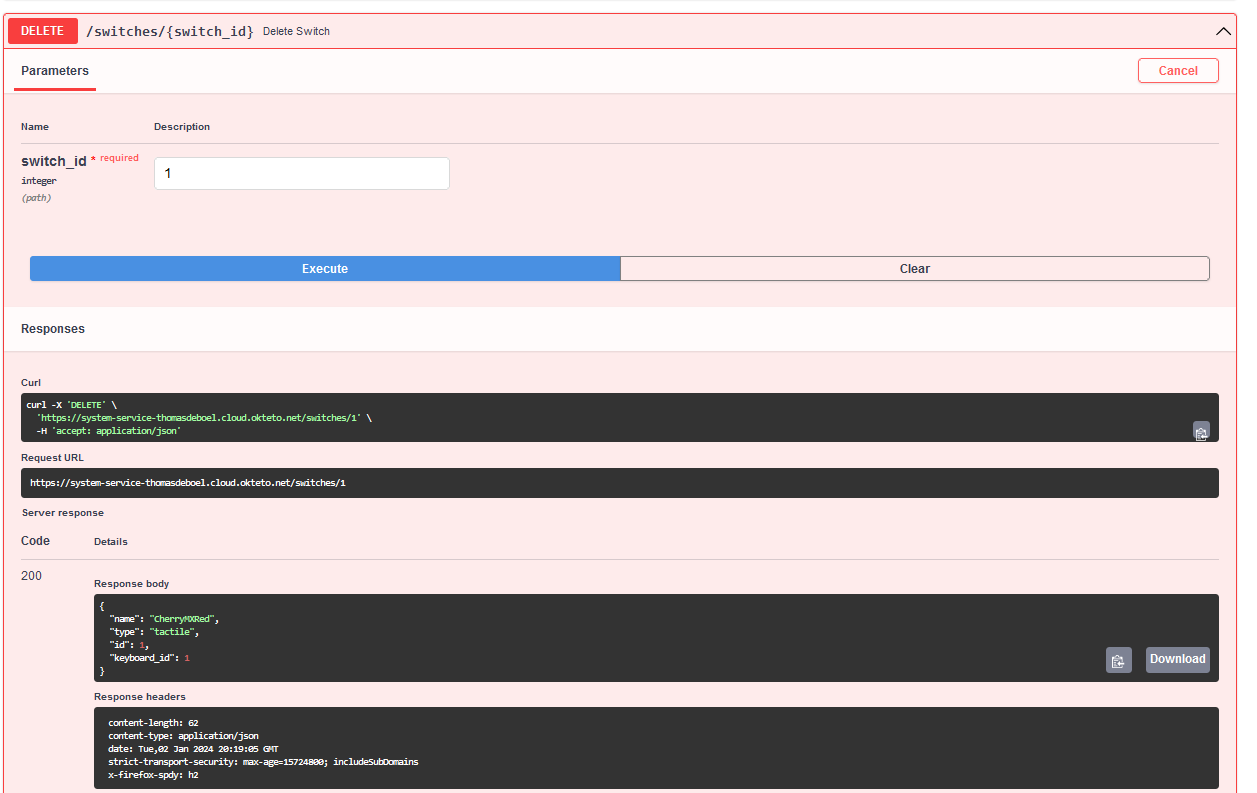 DELETE /switches/{switch_id} Delete Switch
Parameters
Cancel
Name Description
switch_id * required
integer
(path)
1
Execute Clear
Responses
Curl
curl -X 'DELETE' \
'https://system-service-thomasdeboel.cloud.okteto.net/switches/1' \
-H 'accept: application/json'
Request URL
https://system-service-thomasdeboel.cloud.okteto.net/switches/1
Server response
Code Details
200
Response body
{
"name": "CherryMXRed",
"type": "tactile",
"id": 1,
"keyboard_id": 1
}
Download
Response headers
content-length: 62
content-type: application/json
date: Tue,02 Jan 2024 20:19:05 GMT
strict-transport-security: max-age=15724800; includeSubDomains
x-firefox-spdy: h2